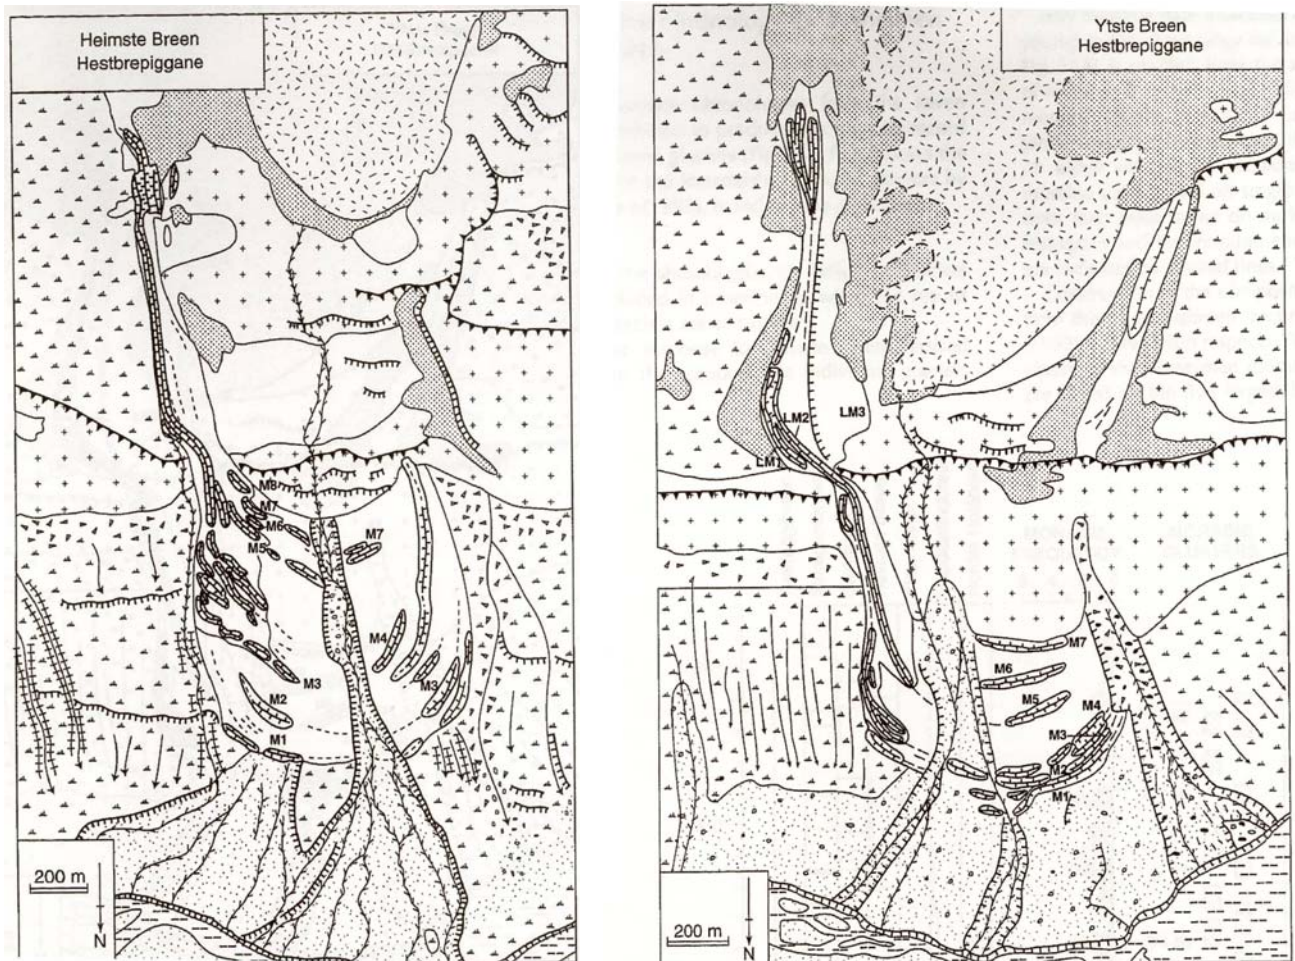 Heimste Breen
Hestbrepiggane
M8
M7
M6
M5
M7
M4
M3
M3
M2
M1
200 m
N
Ytste Breen
Hestbrepiggane
LM2
LM3
LM1
M7
M6
M5
M4
M3
M2
M1
200 m
N